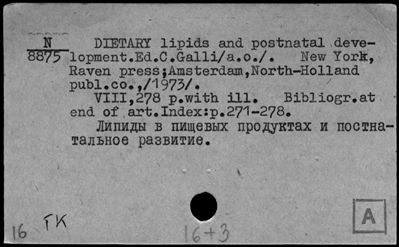 N DIETARY lipids and postnatal deve-
8875 lopment.Ed.C.Galli/a.o./. New York,
Raven press;Amsterdam,North-Holland
publ.co.,/1973/.
VIII,278 p.with ill. Bibliogr.at
end of art.Index:p.271-278.
Липиды в пищевых продуктах и постна-
тальное развитие.
16 ГК 16+3 A